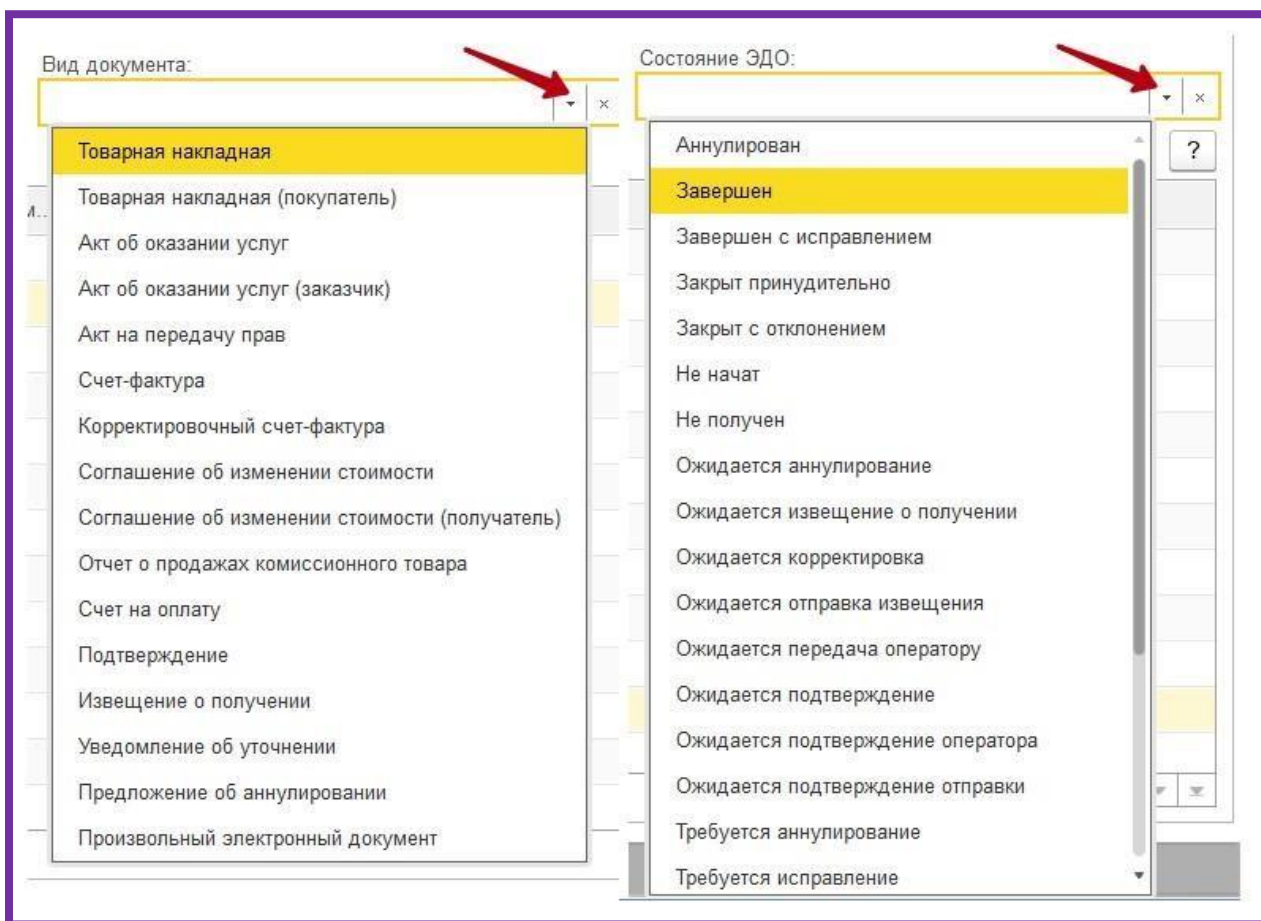 Вид документа:
Товарная накладная
Товарная накладная (покупатель)
м..
Акт об оказании услуг
Акт об оказании услуг (заказчик)
Акт на передачу прав
Счет-фактура
Корректировочный счет-фактура
Соглашение об изменении стоимости
Соглашение об изменении стоимости (получатель)
Отчет о продажах комиссионного товара
Счет на оплату
Подтверждение
Извещение о получении
Уведомление об уточнении
Предложение об аннулировании
Произвольный электронный документ
Состояние ЭДО:
Аннулирован
?
Завершен
Завершен с исправлением
Закрыт принудительно
Закрыт с отклонением
Не начат
Не получен
Ожидается аннулирование
Ожидается извещение о получении
Ожидается корректировка
Ожидается отправка извещения
Ожидается передача оператору
Ожидается подтверждение
Ожидается подтверждение оператора
Ожидается подтверждение отправки
Требуется аннулирование
Требуется исправление